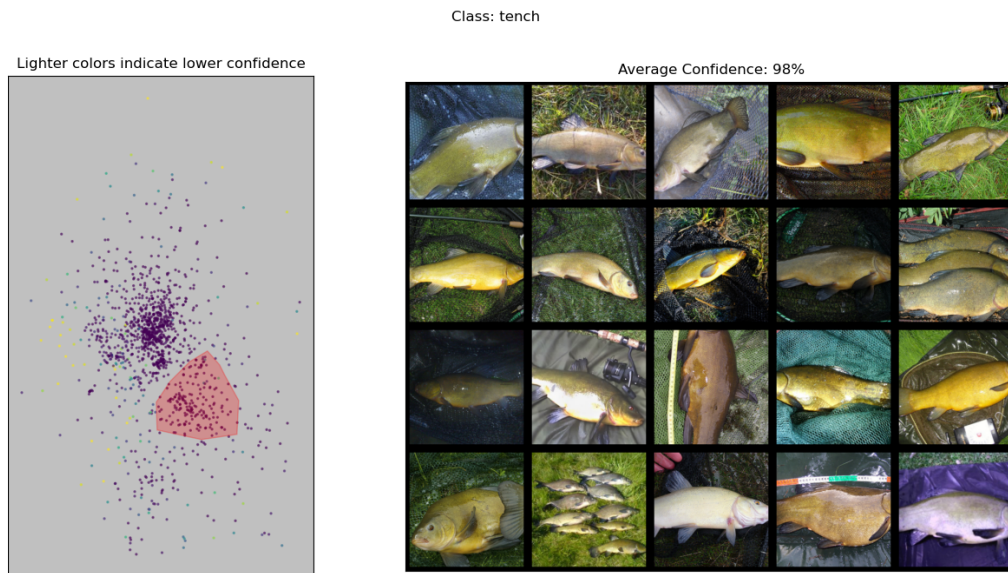 Class: tench
Lighter colors indicate lower confidence
Average Confidence: 98%